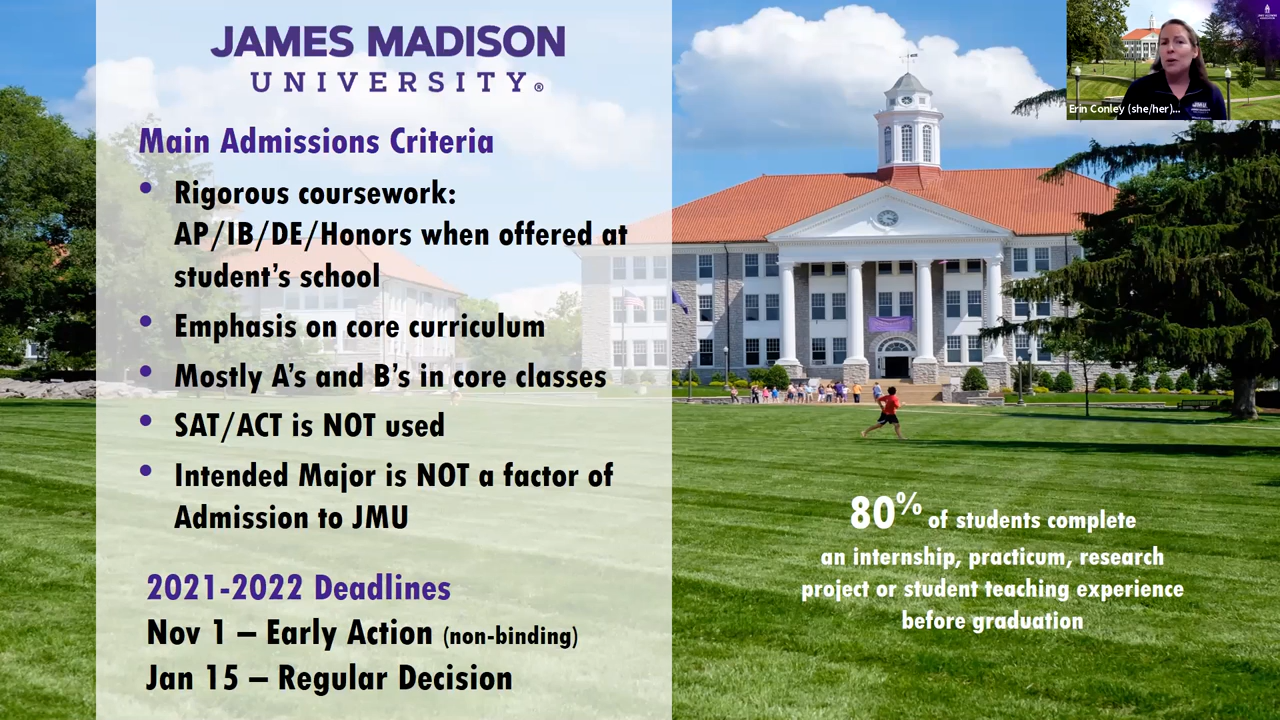 JAMES MADISON
UNIVERSITY®
Main Admissions Criteria
• Rigorous coursework:
AP/IB/DE/Honors when offered at
student's school
• Emphasis on core curriculum
• Mostly A's and B's in core classes
• SAT/ACT is NOT used
• Intended Major is NOT a factor of
Admission to JMU
2021-2022 Deadlines
Nov 1 – Early Action (non-binding)
Jan 15 – Regular Decision
80% of students complete
an internship, practicum, research
project or student teaching experience
before graduation
JMU
Erin Conley (she/her)...